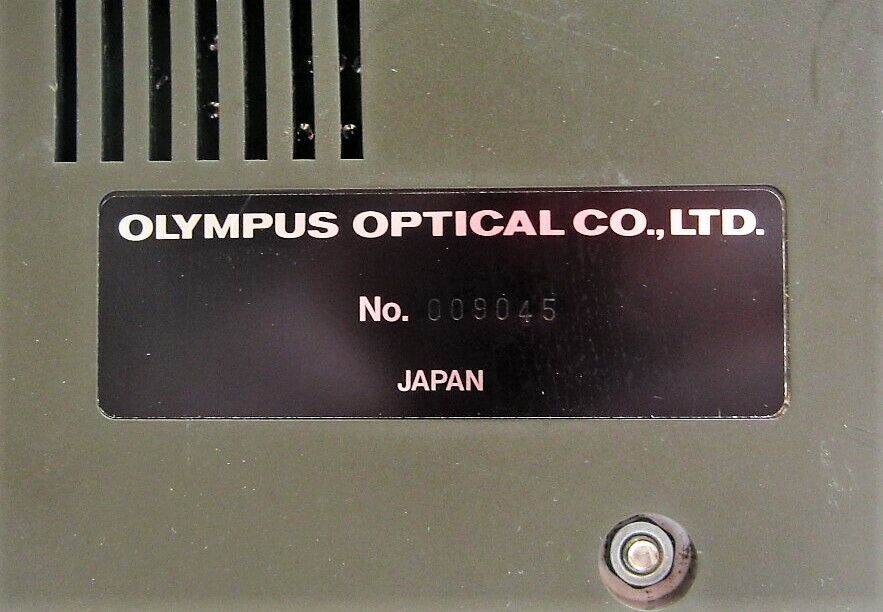 OLYMPUS OPTICAL CO.,LTD.
No. 009045
JAPAN